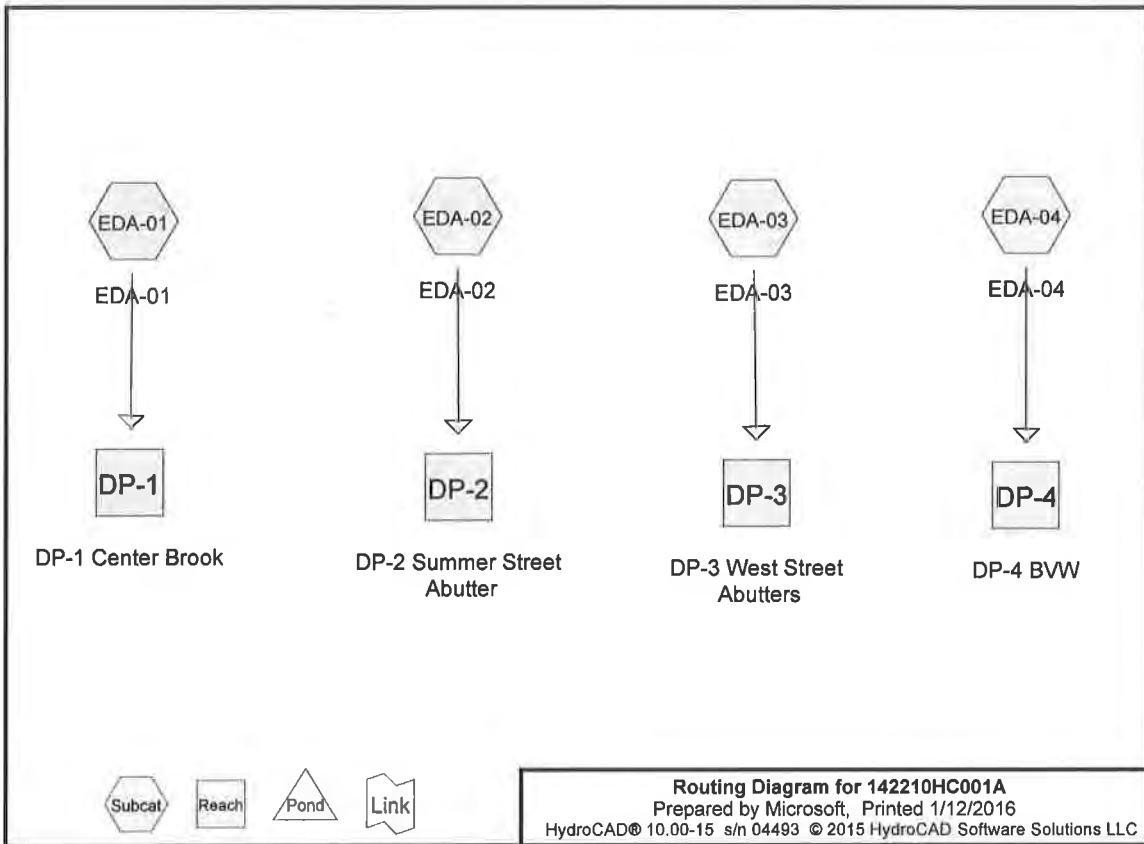 EDA-01
EDA-02
EDA-03
EDA-04
EDA-01
EDA-02
EDA-03
EDA-04
DP-1
DP-2
DP-3
DP-4
DP-1 Center Brook
DP-2 Summer Street
Abutter
DP-3 West Street
Abutters
DP-4 BVW
Subcat
Reach
Pond
Link
Routing Diagram for 142210HC001A
Prepared by Microsoft, Printed 1/12/2016
HydroCAD® 10.00-15 s/n 04493 © 2015 HydroCAD Software Solutions LLC